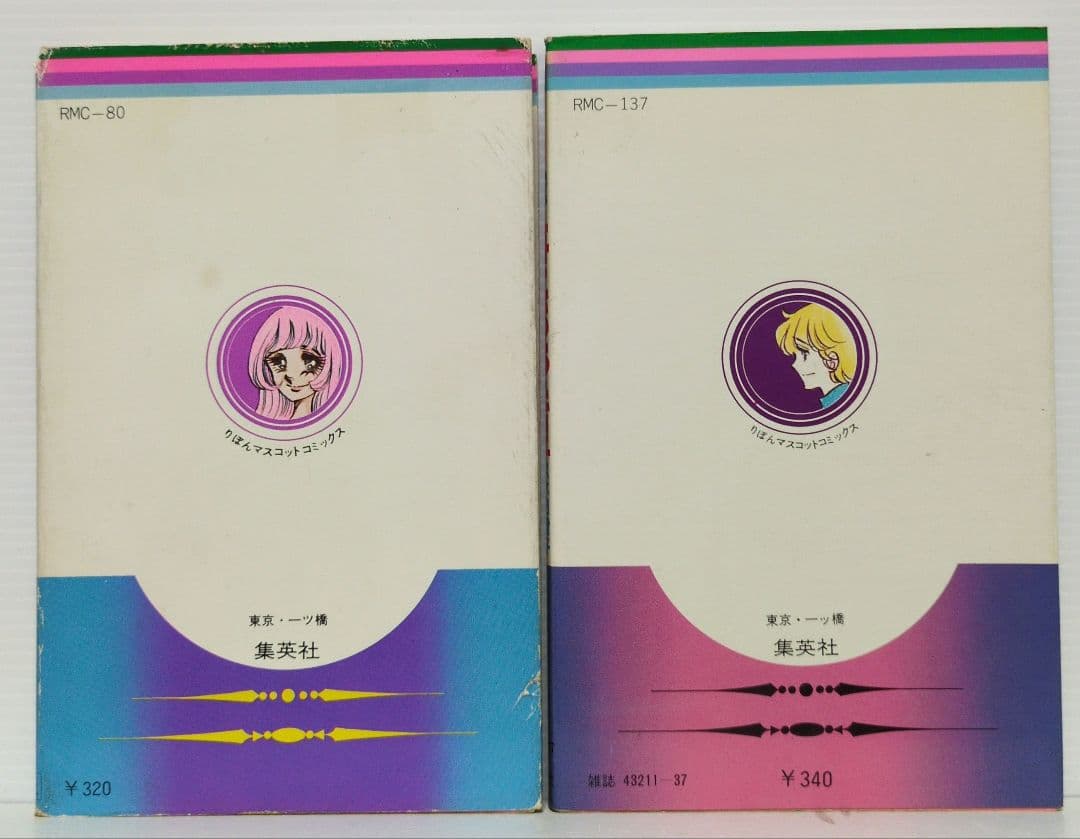 RMC-80
りぼんマスコットコミックス
東京・一ツ橋
集英社
￥320
RMC-137
りぼんマスコットコミックス
東京・一ツ橋
集英社
雑誌 43211-37
￥340